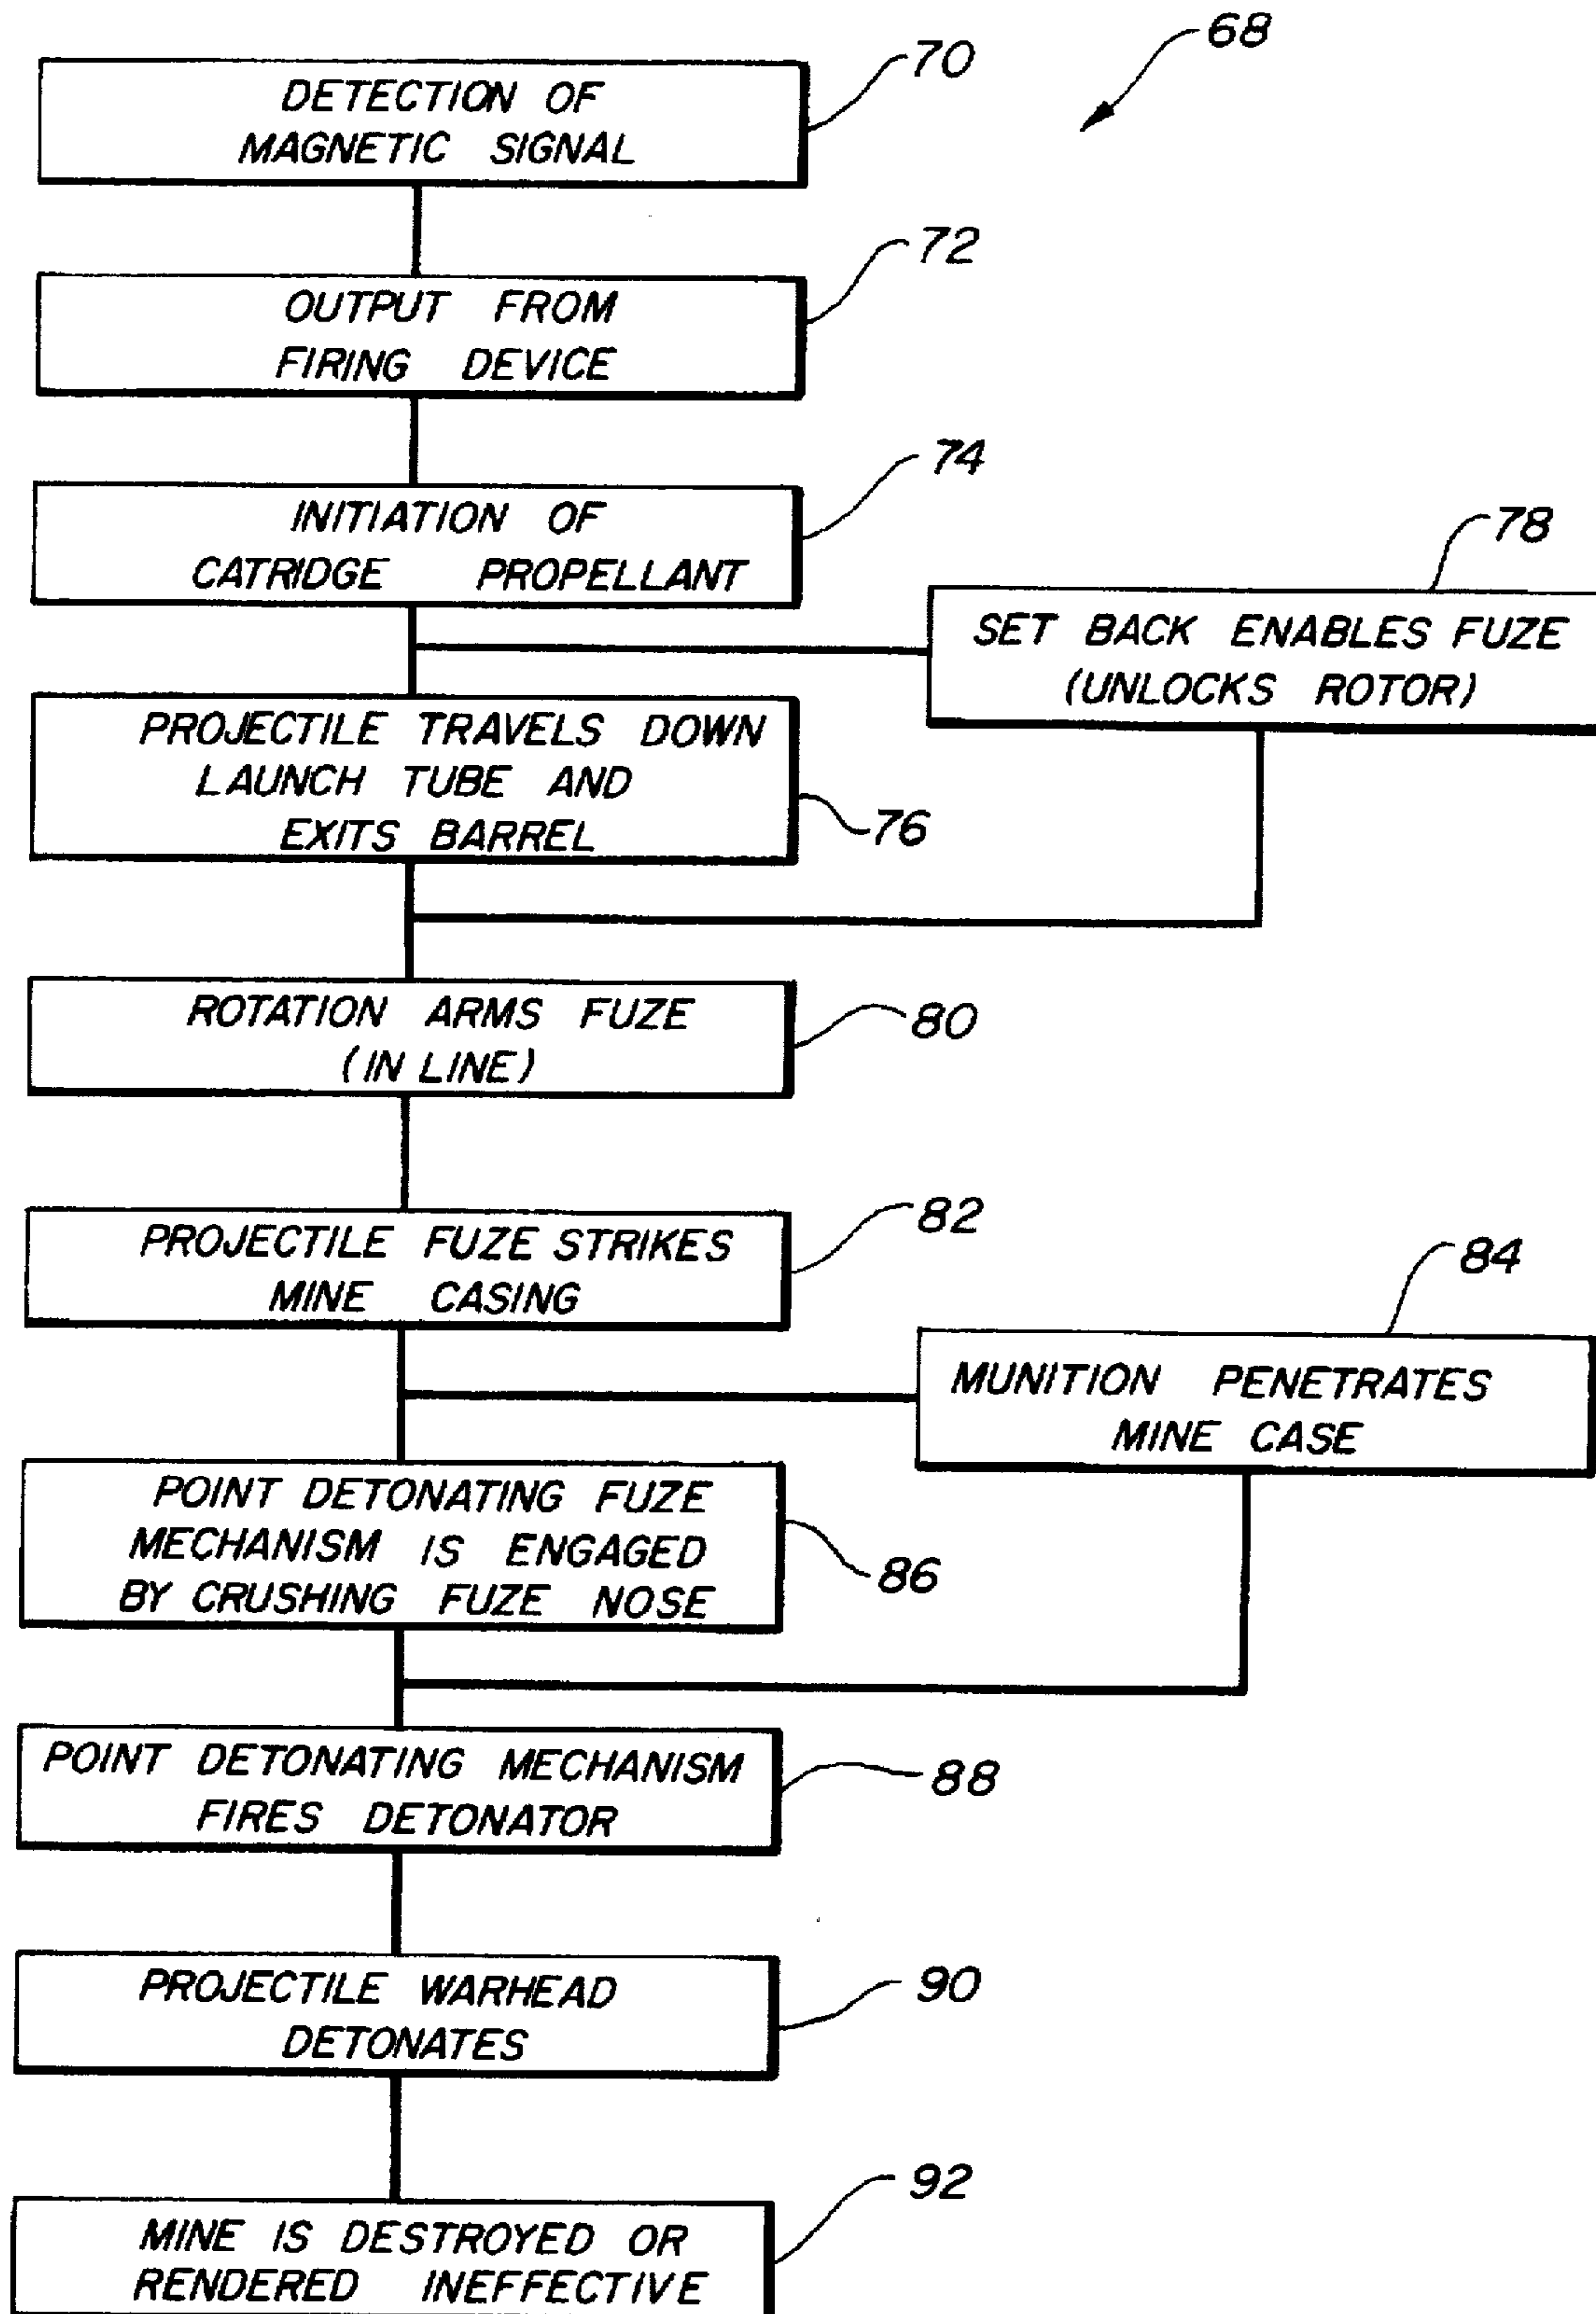 68
70
DETECTION OF
MAGNETIC SIGNAL
72
OUTPUT FROM
FIRING DEVICE
74
INITIATION OF
CATRIDGE PROPELLANT
78
SET BACK ENABLES FUZE
(UNLOCKS ROTOR)
PROJECTILE TRAVELS DOWN
LAUNCH TUBE AND
EXITS BARREL
76
ROTATION ARMS FUZE
(IN LINE)
80
PROJECTILE FUZE STRIKES
MINE CASING
82
84
MUNITION PENETRATES
MINE CASE
POINT DETONATING FUZE
MECHANISM IS ENGAGED
BY CRUSHING FUZE NOSE
86
POINT DETONATING MECHANISM
FIRES DETONATOR
88
PROJECTILE WARHEAD
DETONATES
90
92
MINE IS DESTROYED OR
RENDERED INEFFECTIVE